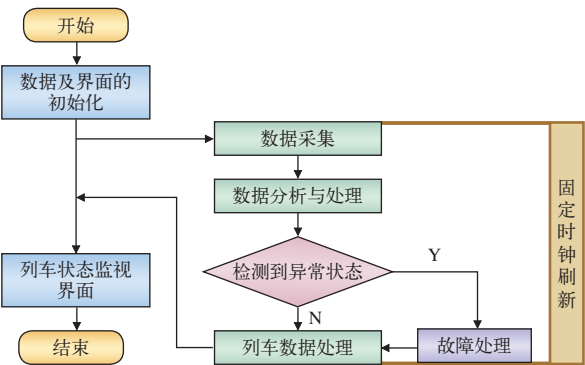 开始
数据及界面的
初始化
数据采集
数据分析与处理
检测到异常状态
Y
N
列车数据处理
故障处理
固定时钟刷新
列车状态监视
界面
结束